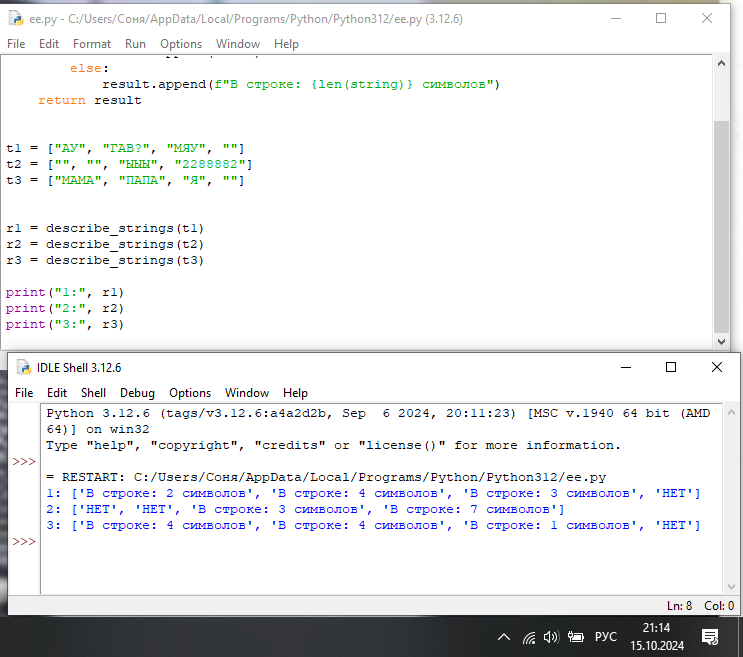 ee.py - C:/Users/Соня/AppData/Local/Programs/Python/Python312/ee.py (3.12.6)
File Edit Format Run Options Window Help
else:
result.append(f"В строке: {len(string)} символов")
return result
t1 = ["АУ", "ГАВ?", "МЯУ", ""]
t2 = ["", "", "ЫЫЫ", "2288882"]
t3 = ["МАМА", "ПАПА", "Я", ""]
r1 = describe_strings(t1)
r2 = describe_strings(t2)
r3 = describe_strings(t3)
print("1:", r1)
print("2:", r2)
print("3:", r3)
IDLE Shell 3.12.6
File Edit Shell Debug Options Window Help
Python 3.12.6 (tags/v3.12.6:a4a2d2b, Sep  6 2024, 20:11:23) [MSC v.1940 64 bit (AMD
64)] on win32
Type "help", "copyright", "credits" or "license()" for more information.
>>>
= RESTART: C:/Users/Соня/AppData/Local/Programs/Python/Python312/ee.py
1: ['В строке: 2 символов', 'В строке: 4 символов', 'В строке: 3 символов', 'НЕТ']
2: ['НЕТ', 'НЕТ', 'В строке: 3 символов', 'В строке: 7 символов']
3: ['В строке: 4 символов', 'В строке: 4 символов', 'В строке: 1 символов', 'НЕТ']
>>>
Ln: 8 Col: 0
РУС
21:14
15.10.2024